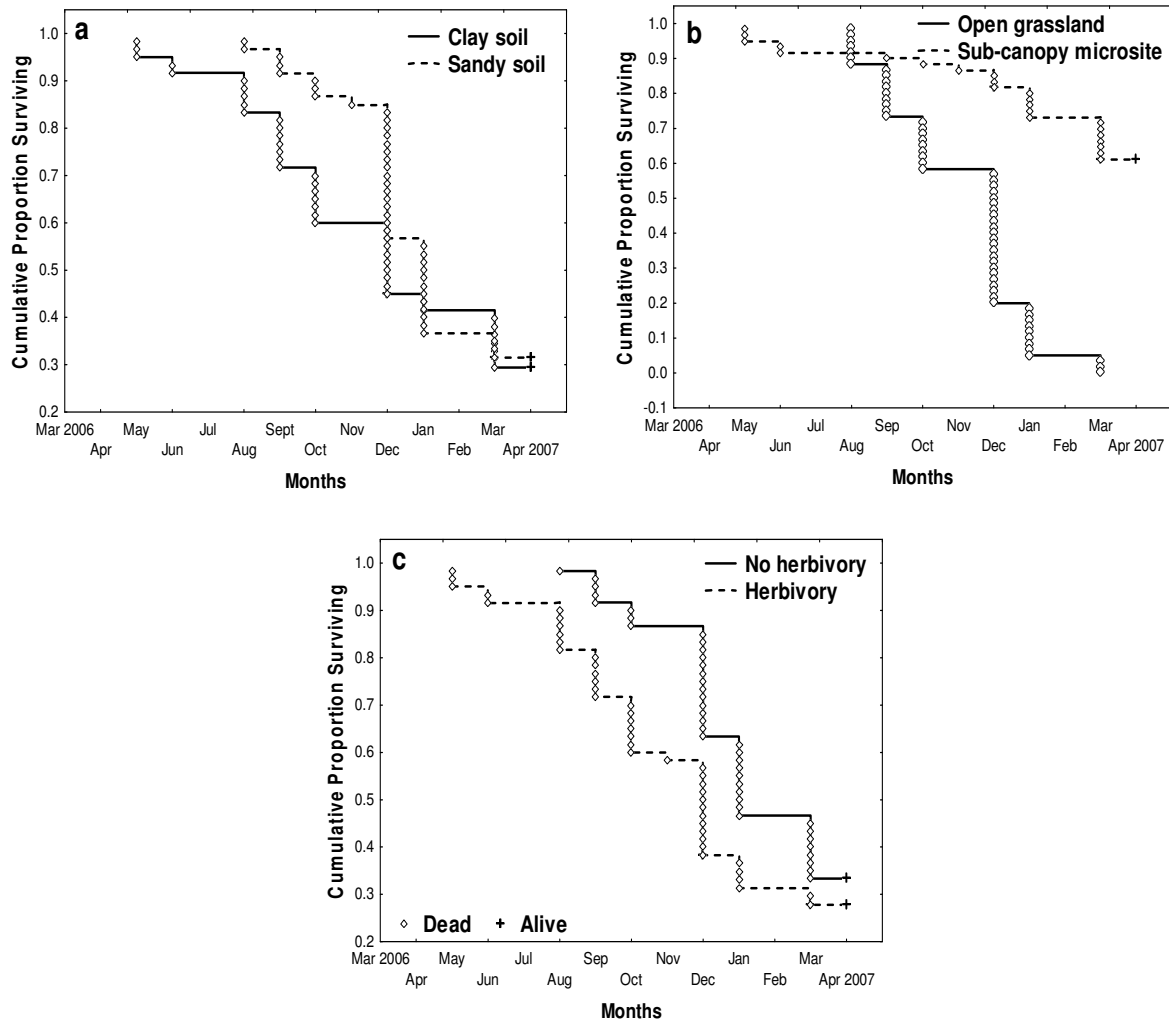 a
Clay soil
Sandy soil
Cumulative Proportion Surviving
1.0
0.9
0.8
0.7
0.6
0.5
0.4
0.3
0.2
Mar 2006 May Jul Sept Nov Jan Mar
Apr Jun Aug Oct Dec Feb Apr 2007
Months
b
Open grassland
Sub-canopy microsite
Cumulative Proportion Surviving
1.0
0.9
0.8
0.7
0.6
0.5
0.4
0.3
0.2
0.1
0.0
-0.1
Mar 2006 May Jul Sep Nov Jan Mar
Apr Jun Aug Oct Dec Feb Apr 2007
Months
c
No herbivory
Herbivory
Cumulative Proportion Surviving
1.0
0.9
0.8
0.7
0.6
0.5
0.4
0.3
0.2
Dead Alive
Mar 2006 May Jul Sep Nov Jan Mar
Apr Jun Aug Oct Dec Feb Apr 2007
Months